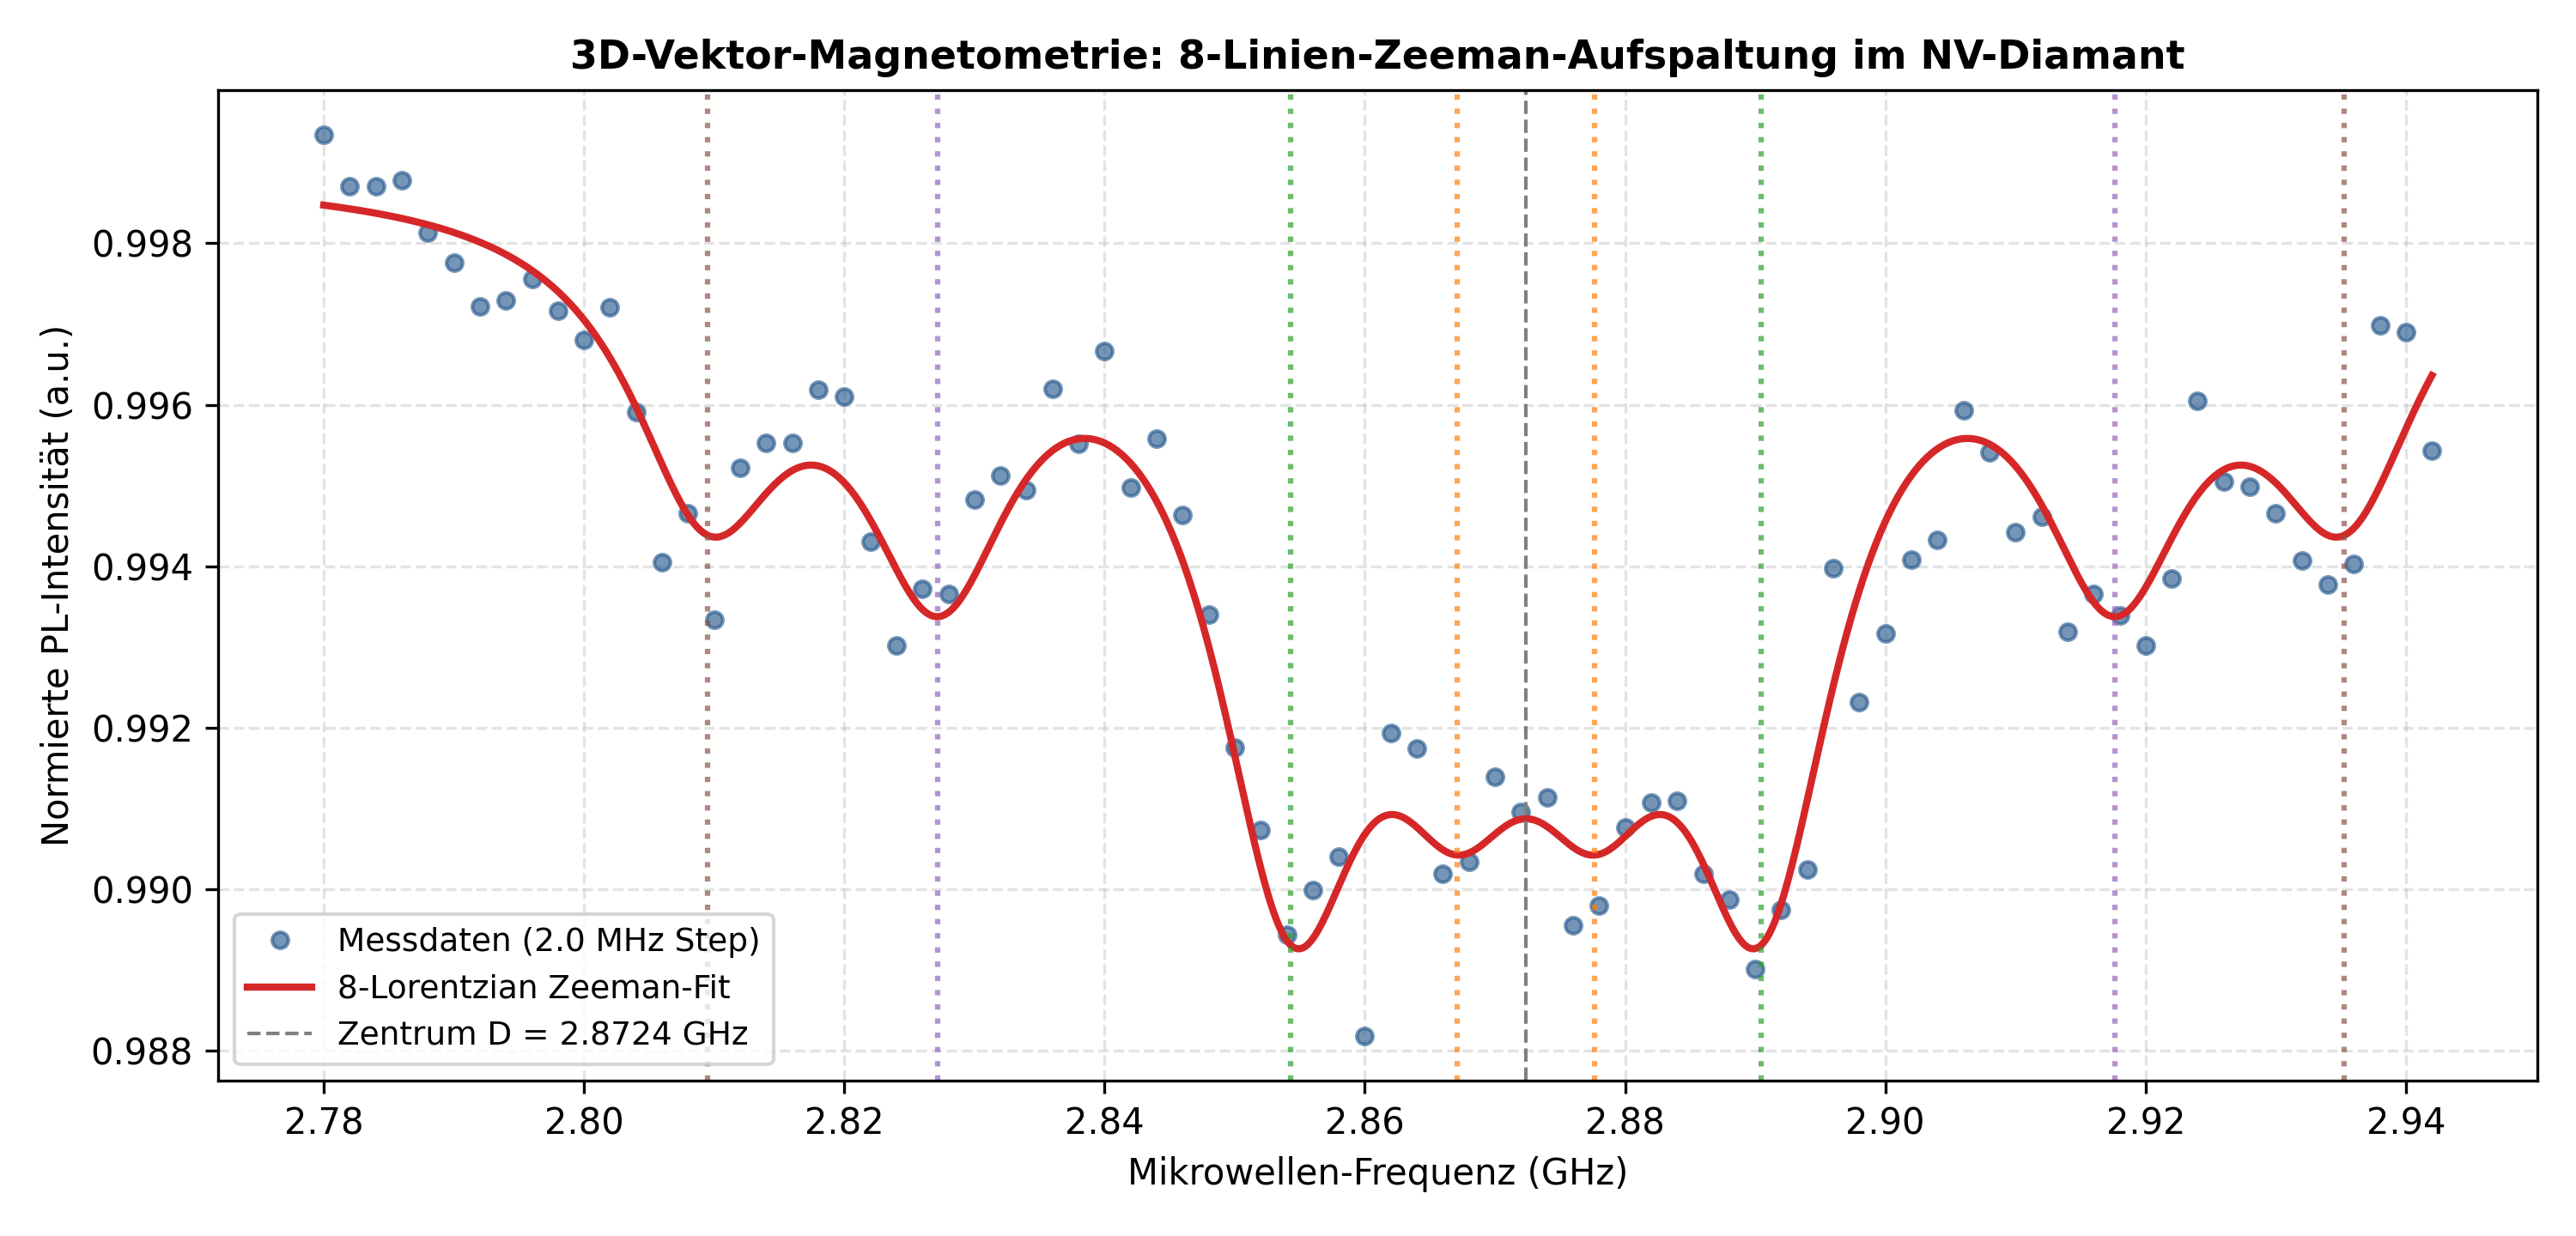 3D-Vektor-Magnetometrie: 8-Linien-Zeeman-Aufspaltung im NV-Diamant
Normierte PL-Intensität (a.u.)
0.998
0.996
0.994
0.992
0.990
0.988
Messdaten (2.0 MHz Step)
8-Lorentzian Zeeman-Fit
Zentrum D = 2.8724 GHz
2.78 2.80 2.82 2.84 2.86 2.88 2.90 2.92 2.94
Mikrowellen-Frequenz (GHz)